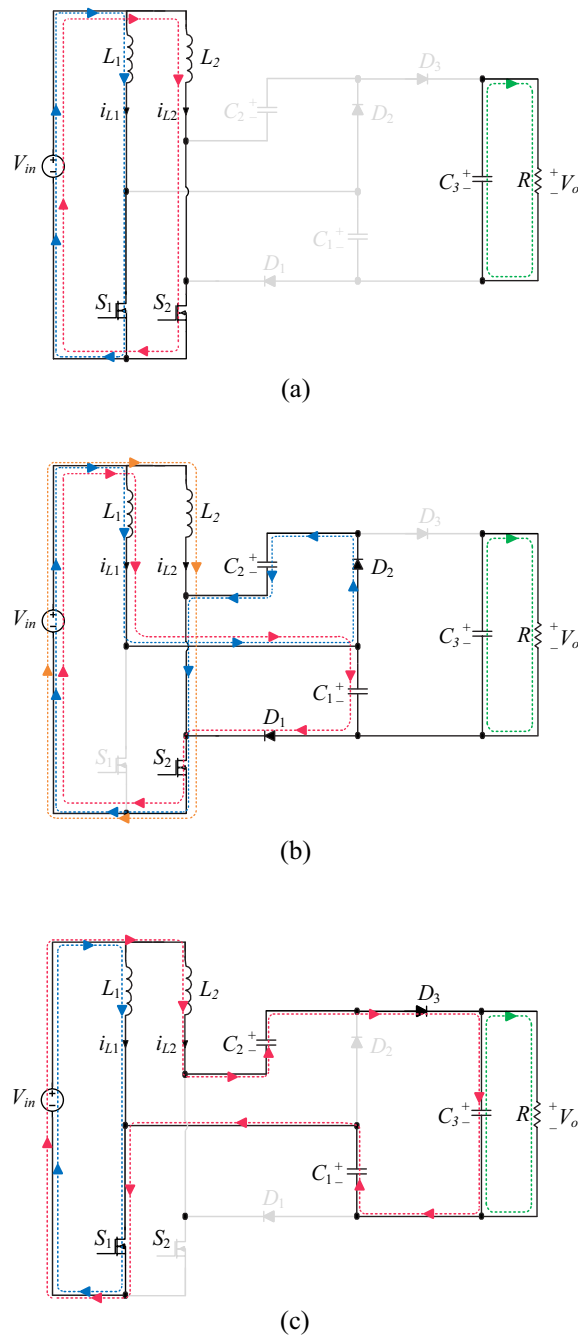 L1 L2 D3
iL1 iL2 C2 − + D2
Vin + − C3 − + R + − Vo
C1 − +
D1
S1 S2
(a)
L1 L2 D3
iL1 iL2 C2 − + D2
Vin + − C3 − + R + − Vo
C1 − +
D1
S1 S2
(b)
L1 L2 D3
iL1 iL2 C2 − + D2
Vin + − C3 − + R + − Vo
C1 − +
D1
S1 S2
(c)